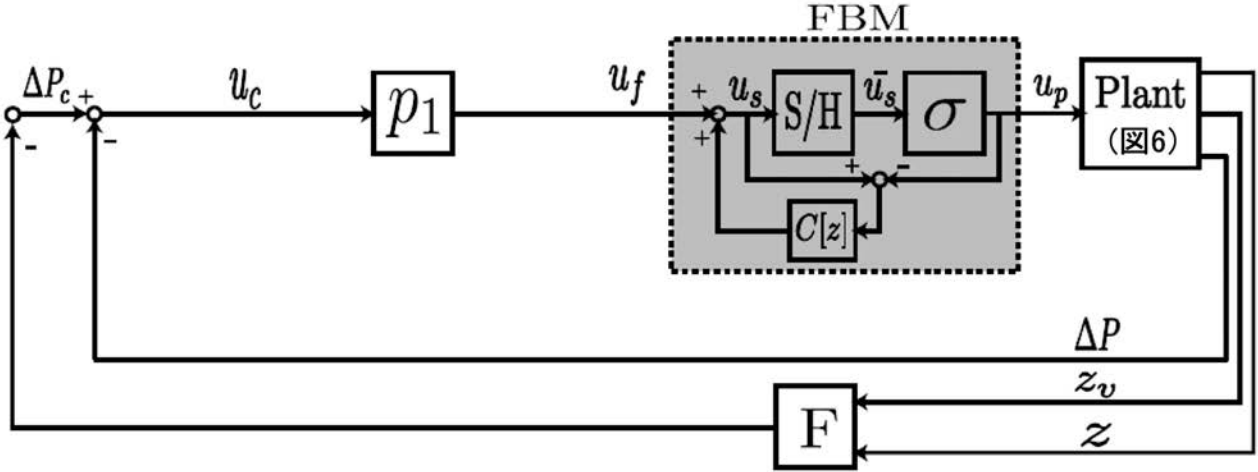 FBM
ΔP_c
+
-
u_c
-
p_1
u_f
+
+
u_s
S/H
ū_s
σ
+
-
C[z]
u_p
Plant
(図6)
ΔP
z_v
z
F